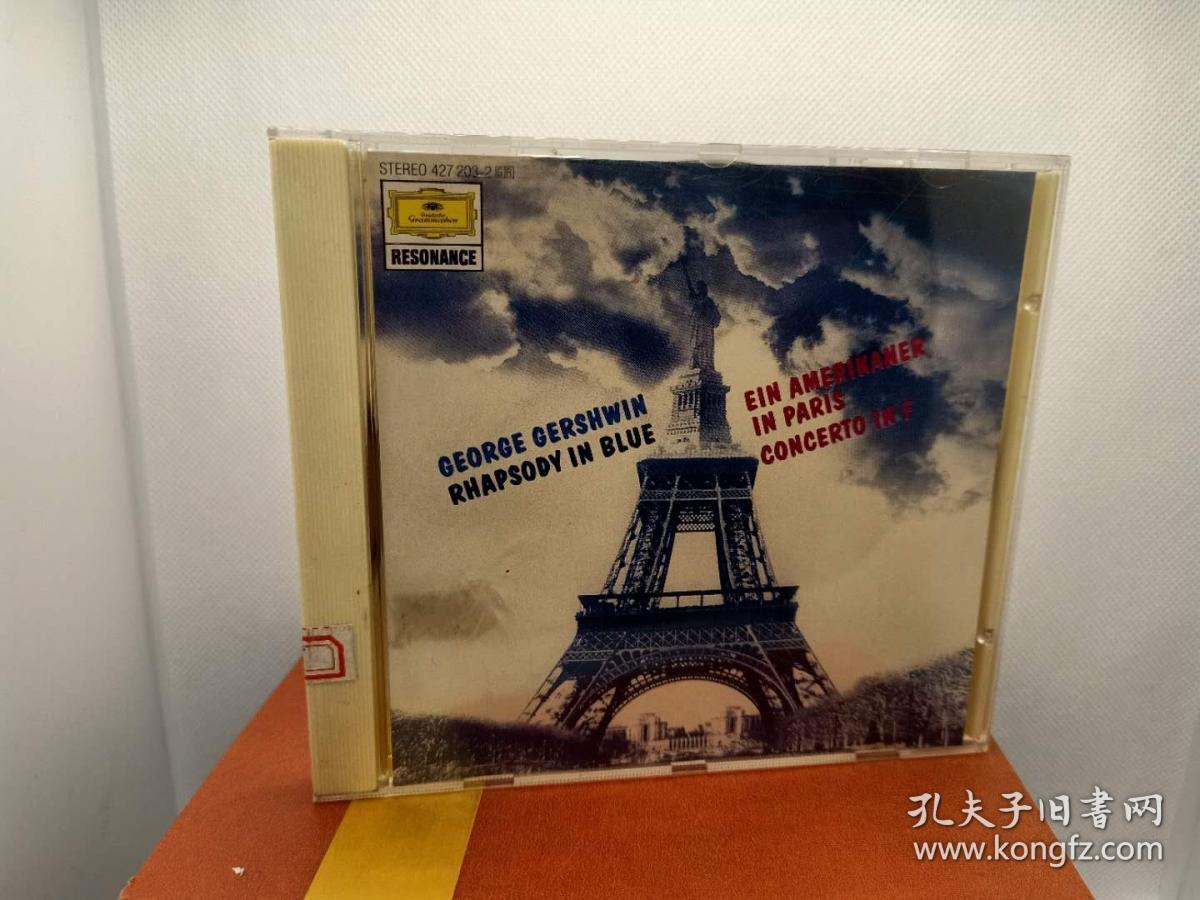 STEREO 427 203-2 GR
Deutsche
Grammophon
RESONANCE
GEORGE GERSHWIN
RHAPSODY IN BLUE
EIN AMERIKANER
IN PARIS
CONCERTO IN F
孔夫子旧书网
www.kongfz.com